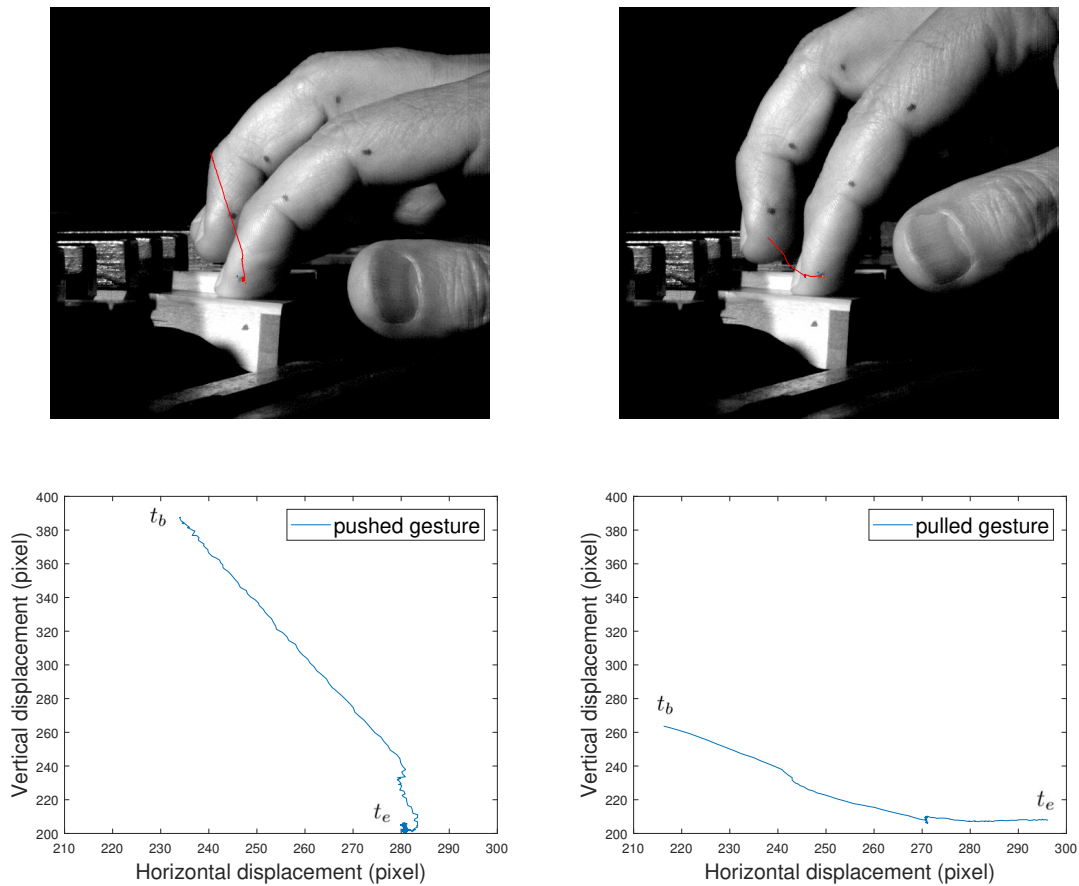 400
380
360
340
320
300
280
260
240
220
200
Vertical displacement (pixel)
t_b
t_e
pushed gesture
210 220 230 240 250 260 270 280 290 300
Horizontal displacement (pixel)
400
380
360
340
320
300
280
260
240
220
200
Vertical displacement (pixel)
t_b
t_e
pulled gesture
210 220 230 240 250 260 270 280 290 300
Horizontal displacement (pixel)